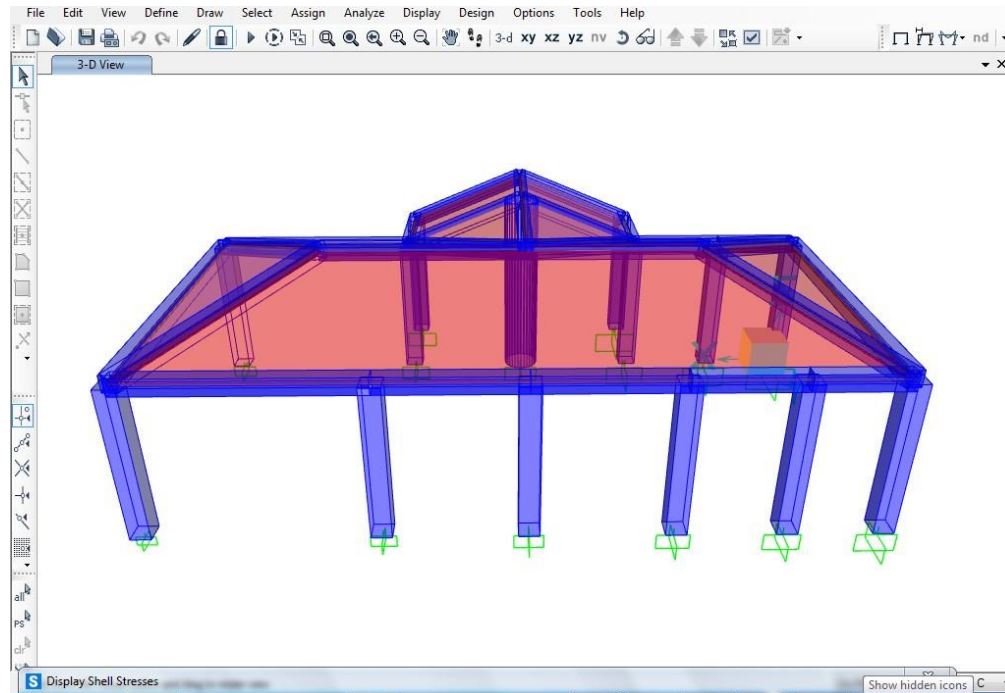 File Edit View Define Draw Select Assign Analyze Display Design Options Tools Help
3-d xy xz yz nv nd
3-D View
all
PS
clr
Display Shell Stresses
Show hidden icons C